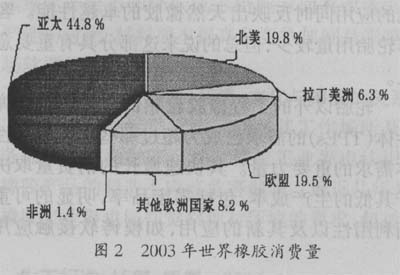 亚太 44.8 %
北美 19.8 %
拉丁美洲 6.3 %
欧盟 19.5 %
其他欧洲国家 8.2 %
非洲 1.4 %
图 2 2003 年世界橡胶消费量